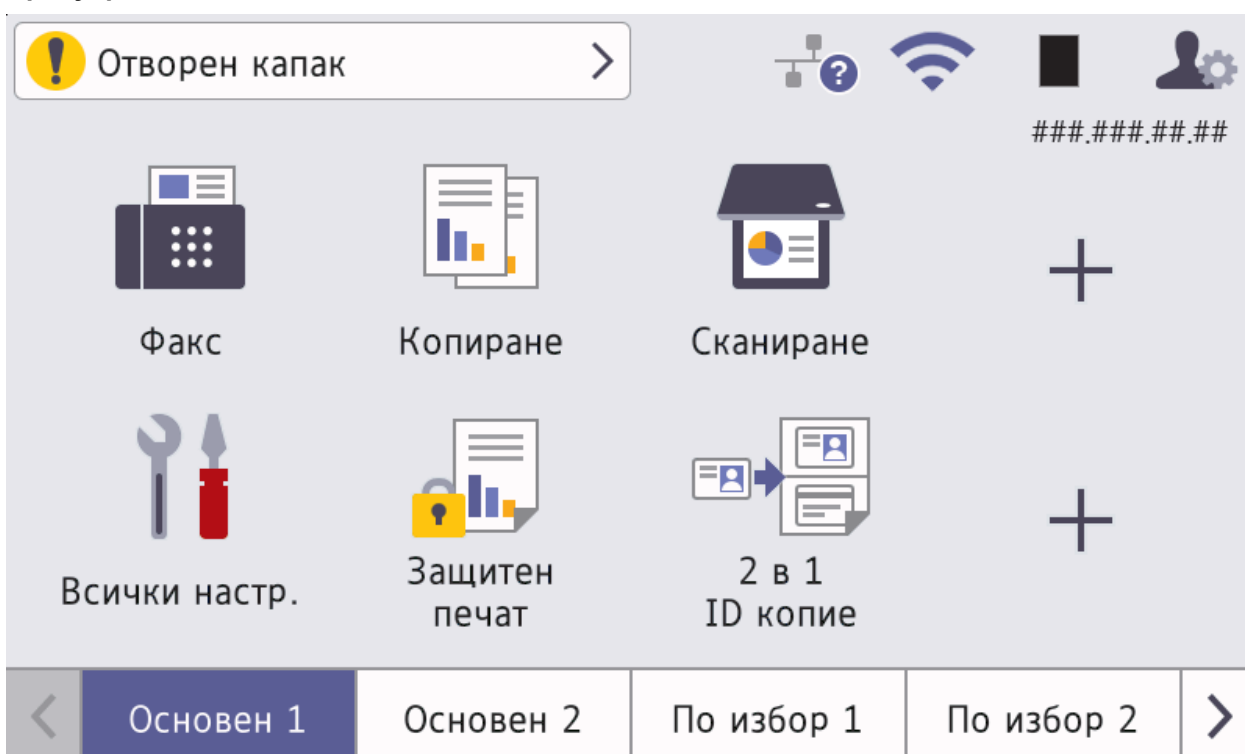 Отворен капак
###.###.##.##
Факс
Копиране
Сканиране
Всички настр.
Защитен
печат
2 в 1
ID копие
Основен 1
Основен 2
По избор 1
По избор 2